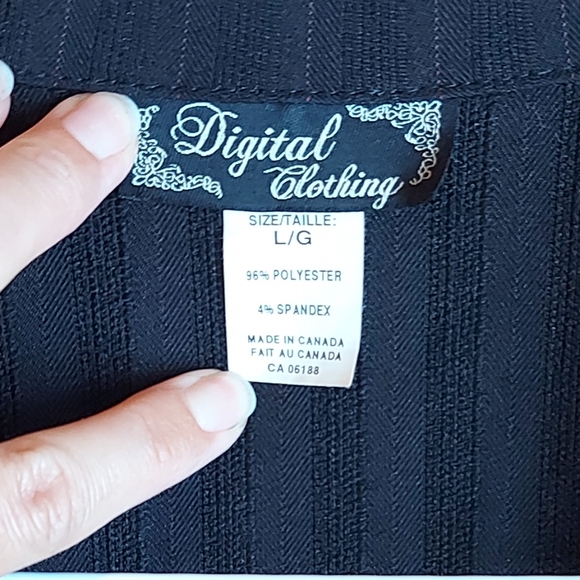 Digital
Clothing
SIZE/TAILLE:
L/G
96% POLYESTER
4% SPANDEX
MADE IN CANADA
FAIT AU CANADA
CA 06188